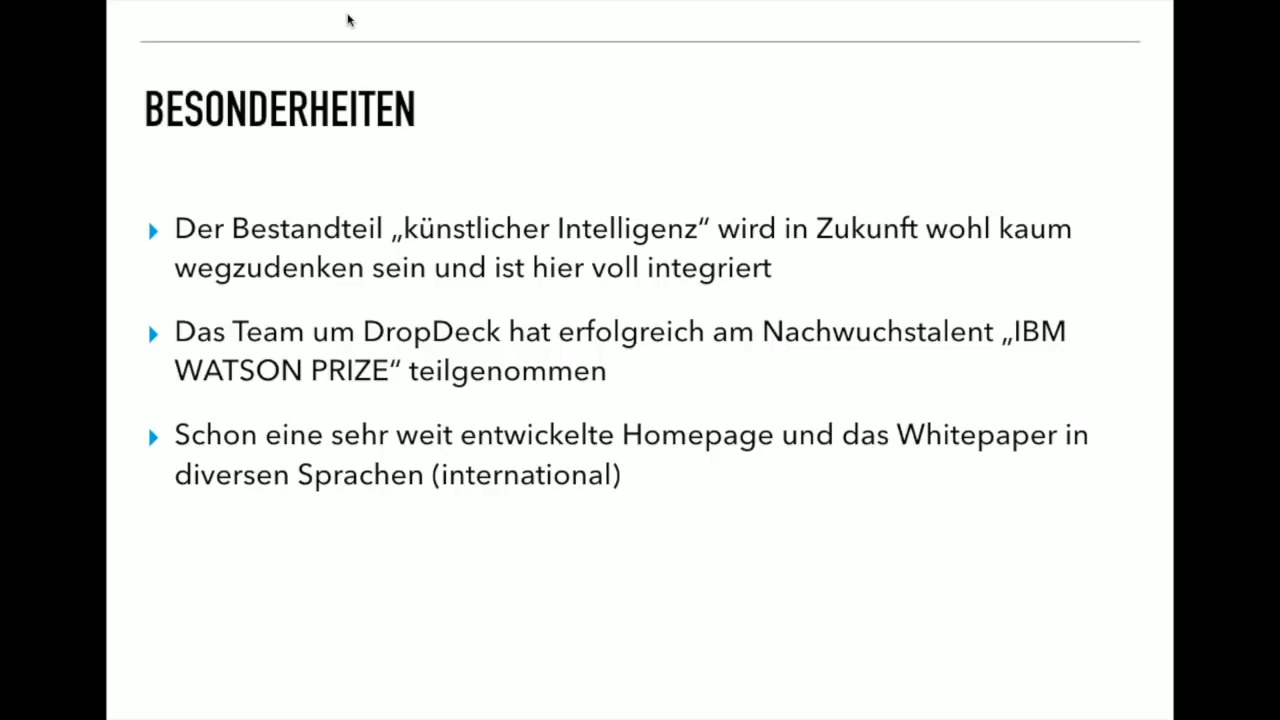 BESONDERHEITEN
Der Bestandteil „künstlicher Intelligenz“ wird in Zukunft wohl kaum
wegzudenken sein und ist hier voll integriert
Das Team um DropDeck hat erfolgreich am Nachwuchstalent „IBM
WATSON PRIZE“ teilgenommen
Schon eine sehr weit entwickelte Homepage und das Whitepaper in
diversen Sprachen (international)